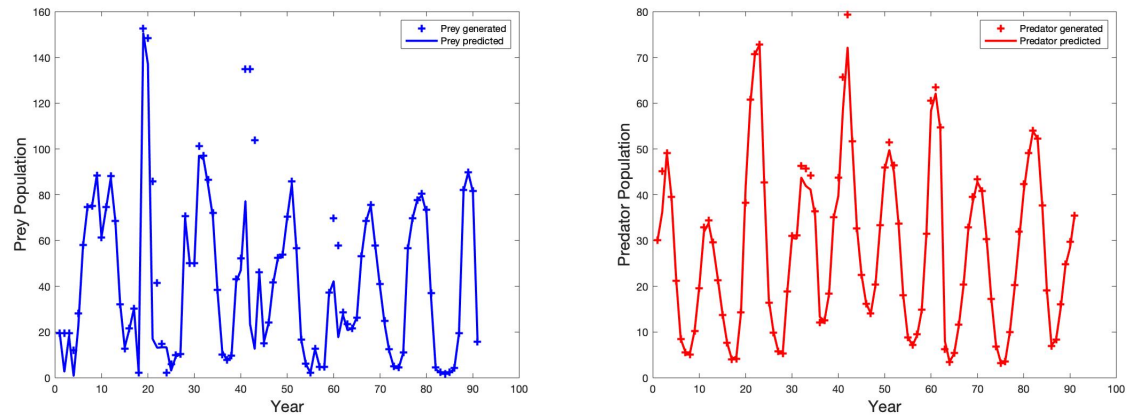 160
140
120
100
80
60
40
20
0
Prey Population
0 10 20 30 40 50 60 70 80 90 100
Year
Prey generated
Prey predicted
80
70
60
50
40
30
20
10
0
Predator Population
0 10 20 30 40 50 60 70 80 90 100
Year
Predator generated
Predator predicted